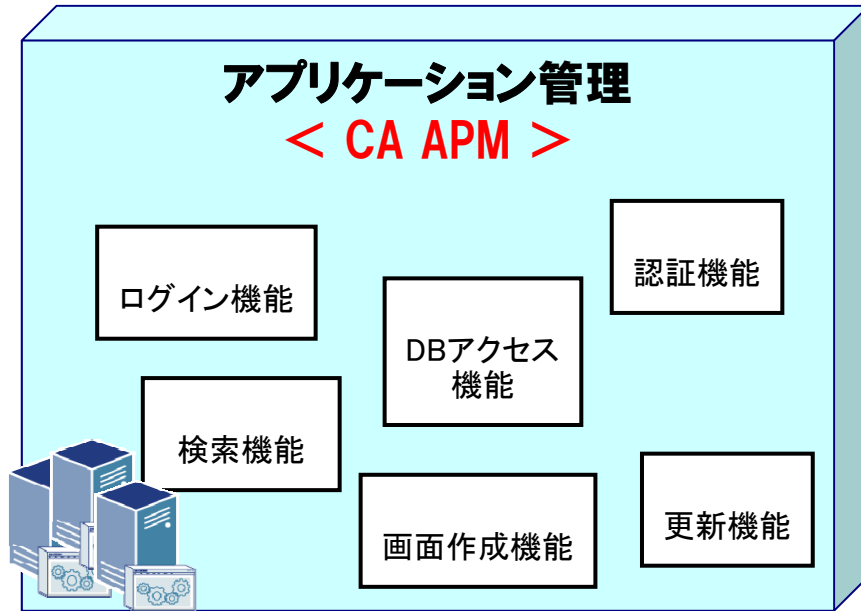 アプリケーション管理
＜ CA APM ＞
ログイン機能
認証機能
DBアクセス
機能
検索機能
画面作成機能
更新機能